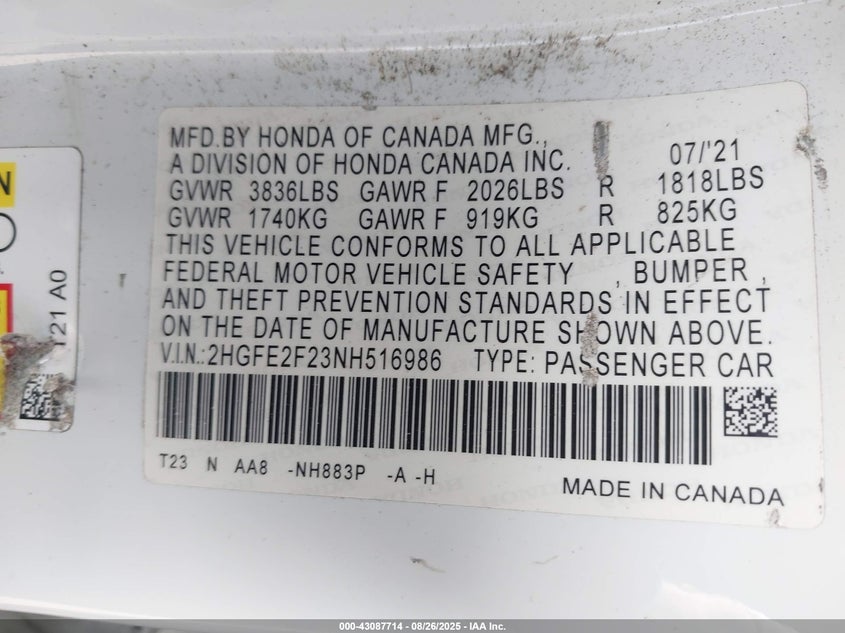 MFD.BY HONDA OF CANADA MFG.,
A DIVISION OF HONDA CANADA INC. 07/'21
GVWR 3836LBS GAWR F 2026LBS R 1818LBS
GVWR 1740KG GAWR F 919KG R 825KG
THIS VEHICLE CONFORMS TO ALL APPLICABLE
FEDERAL MOTOR VEHICLE SAFETY , BUMPER ,
AND THEFT PREVENTION STANDARDS IN EFFECT
ON THE DATE OF MANUFACTURE SHOWN ABOVE.
V.I.N.:2HGFE2F23NH516986 TYPE: PASSENGER CAR
T23 N AA8 -NH883P -A -H
MADE IN CANADA
N
T21 A0
000-43087714 - 08/26/2025 - IAA Inc.